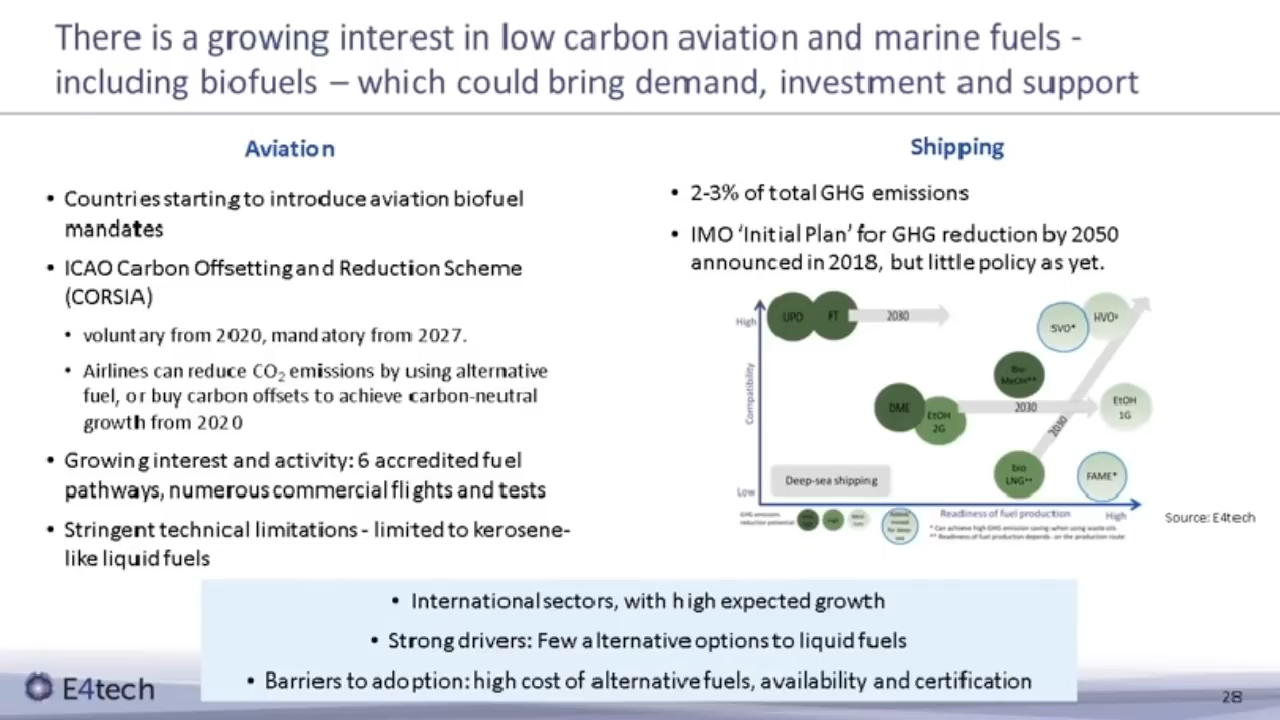 There is a growing interest in low carbon aviation and marine fuels -
including biofuels – which could bring demand, investment and support
Aviation
• Countries starting to introduce aviation biofuel
mandates
• ICAO Carbon Offsetting and Reduction Scheme
(CORSIA)
• voluntary from 2020, mandatory from 2027.
• Airlines can reduce CO₂ emissions by using alternative
fuel, or buy carbon offsets to achieve carbon-neutral
growth from 2020
• Growing interest and activity: 6 accredited fuel
pathways, numerous commercial flights and tests
• Stringent technical limitations - limited to kerosene-
like liquid fuels
Shipping
• 2-3% of total GHG emissions
• IMO ‘Initial Plan’ for GHG reduction by 2050
announced in 2018, but little policy as yet.
High
Compatibility
Low
UPO
FT
2030
SVO*
HVO*
Bio-
MeOH**
DME
EtOH
2G
2030
EtOH
1G
2030
bio
LNG**
FAME*
Deep-sea shipping
GHG emissions
reduction potential
High
Readiness of fuel production
High
* Can achieve high GHG emission saving when using waste oils
** Readiness of fuel production depends on the production route
Source: E4tech
• International sectors, with high expected growth
• Strong drivers: Few alternative options to liquid fuels
• Barriers to adoption: high cost of alternative fuels, availability and certification
E4tech
28